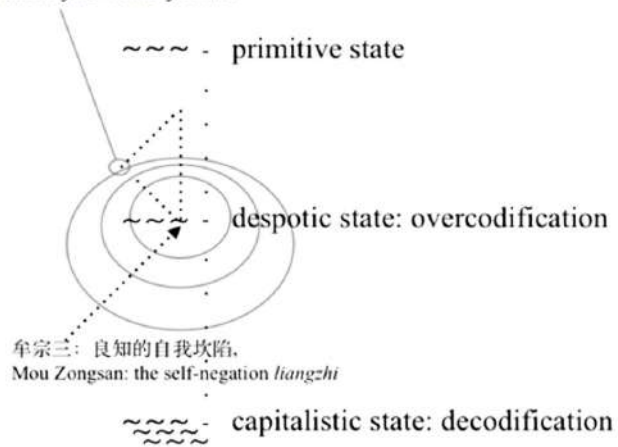 ~~~ - primitive state
~~~ - despotic state: overcodification
牟宗三：良知的自我坎陷,
Mou Zongsan: the self-negation liangzhi
~~~ - capitalistic state: decodification